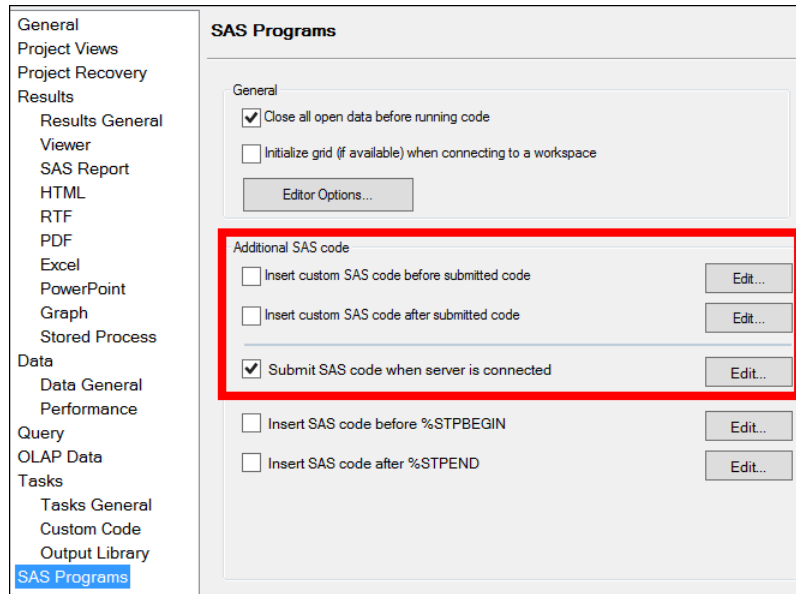 General
Project Views
Project Recovery
Results
Results General
Viewer
SAS Report
HTML
RTF
PDF
Excel
PowerPoint
Graph
Stored Process
Data
Data General
Performance
Query
OLAP Data
Tasks
Tasks General
Custom Code
Output Library
SAS Programs
SAS Programs
General
Close all open data before running code
Initialize grid (if available) when connecting to a workspace
Editor Options...
Additional SAS code
Insert custom SAS code before submitted code
Edit...
Insert custom SAS code after submitted code
Edit...
Submit SAS code when server is connected
Edit...
Insert SAS code before %STPBEGIN
Edit...
Insert SAS code after %STPEND
Edit...